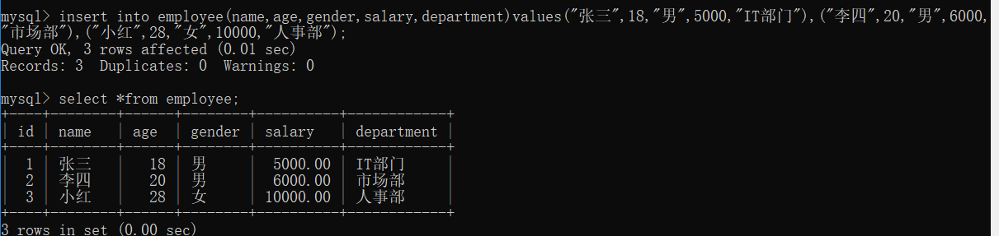 mysql> insert into employee(name,age,gender,salary,department)values("张三",18,"男",5000,"IT部门"),("李四",20,"男",6000,
"市场部"),("小红",28,"女",10000,"人事部");
Query OK, 3 rows affected (0.01 sec)
Records: 3  Duplicates: 0  Warnings: 0

mysql> select *from employee;
+----+--------+------+--------+----------+------------+
| id | name   | age  | gender | salary   | department |
+----+--------+------+--------+----------+------------+
|  1 | 张三   |   18 | 男     |  5000.00 | IT部门     |
|  2 | 李四   |   20 | 男     |  6000.00 | 市场部     |
|  3 | 小红   |   28 | 女     | 10000.00 | 人事部     |
+----+--------+------+--------+----------+------------+
3 rows in set (0.00 sec)